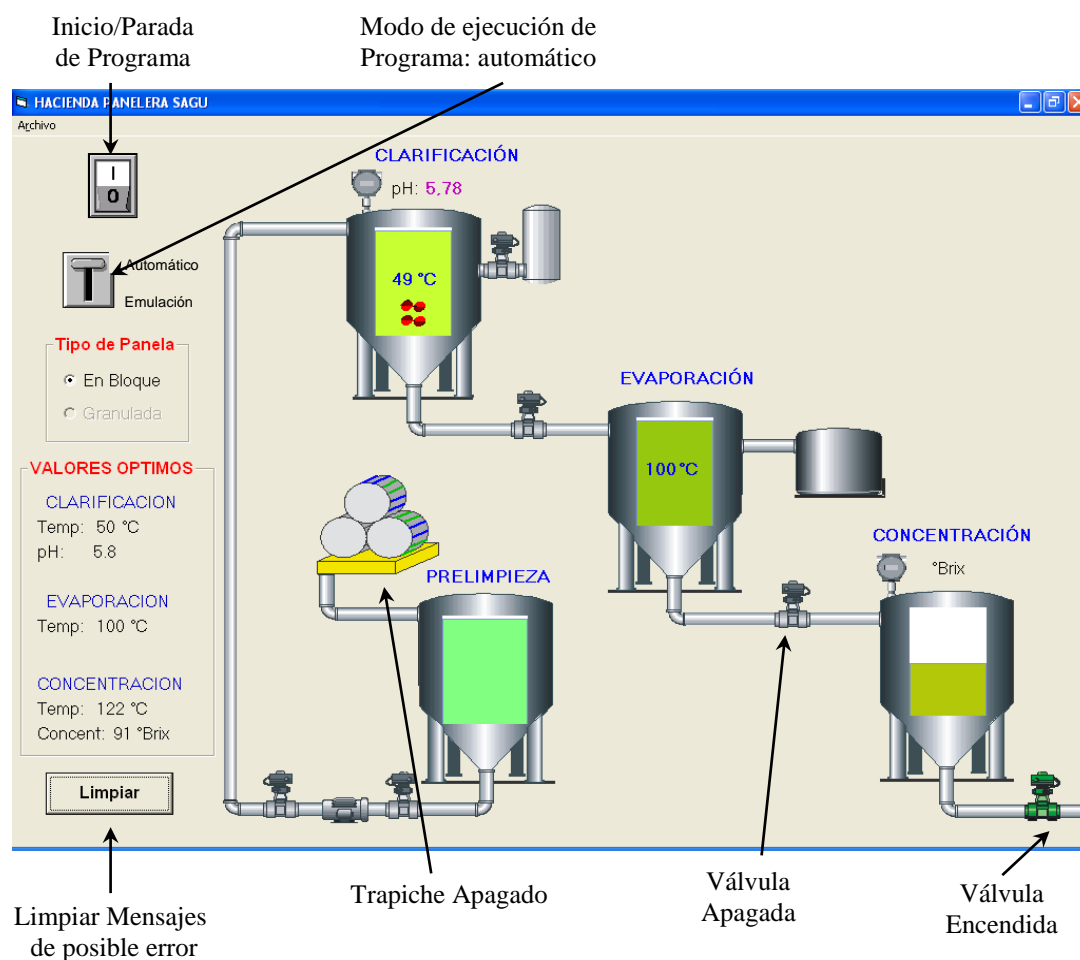 Inicio/Parada
de Programa
Modo de ejecución de
Programa: automático
HACIENDA PANELERA SAGU
Archivo
I
0
Automático
Emulación
Tipo de Panela
En Bloque
Granulada
VALORES OPTIMOS
CLARIFICACION
Temp: 50 °C
pH: 5.8
EVAPORACION
Temp: 100 °C
CONCENTRACION
Temp: 122 °C
Concent: 91 °Brix
Limpiar
CLARIFICACIÓN
pH: 5,78
49 °C
EVAPORACIÓN
100 °C
PRELIMPIEZA
CONCENTRACIÓN
°Brix
Limpiar Mensajes
de posible error
Trapiche Apagado
Válvula
Apagada
Válvula
Encendida